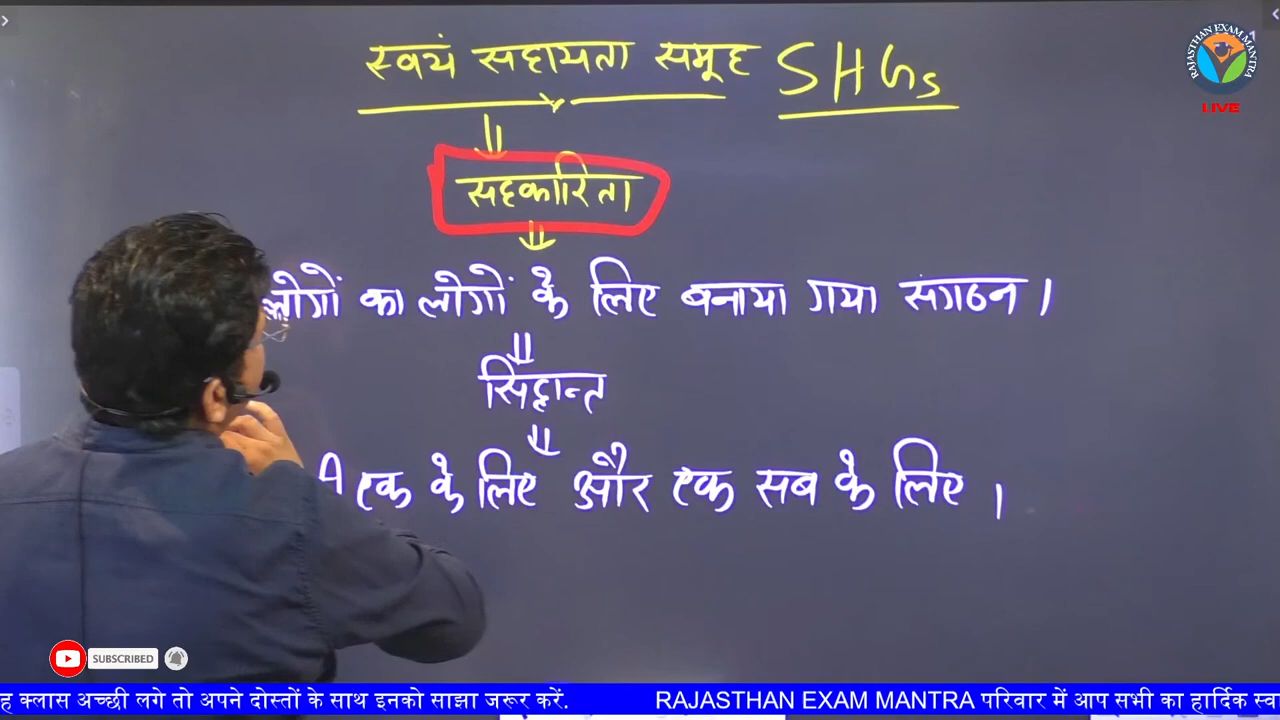 स्वयं सहायता समूह SHGs
सहकारिता
लोगों का लोगों के लिए बनाया गया संगठन ।
सिद्धान्त
एक के लिए और एक सब के लिए ।
RAJASTHAN EXAM MANTRA
LIVE
SUBSCRIBED
क्लास अच्छी लगे तो अपने दोस्तों के साथ इनको साझा जरूर करें. RAJASTHAN EXAM MANTRA परिवार में आप सभी का हार्दिक